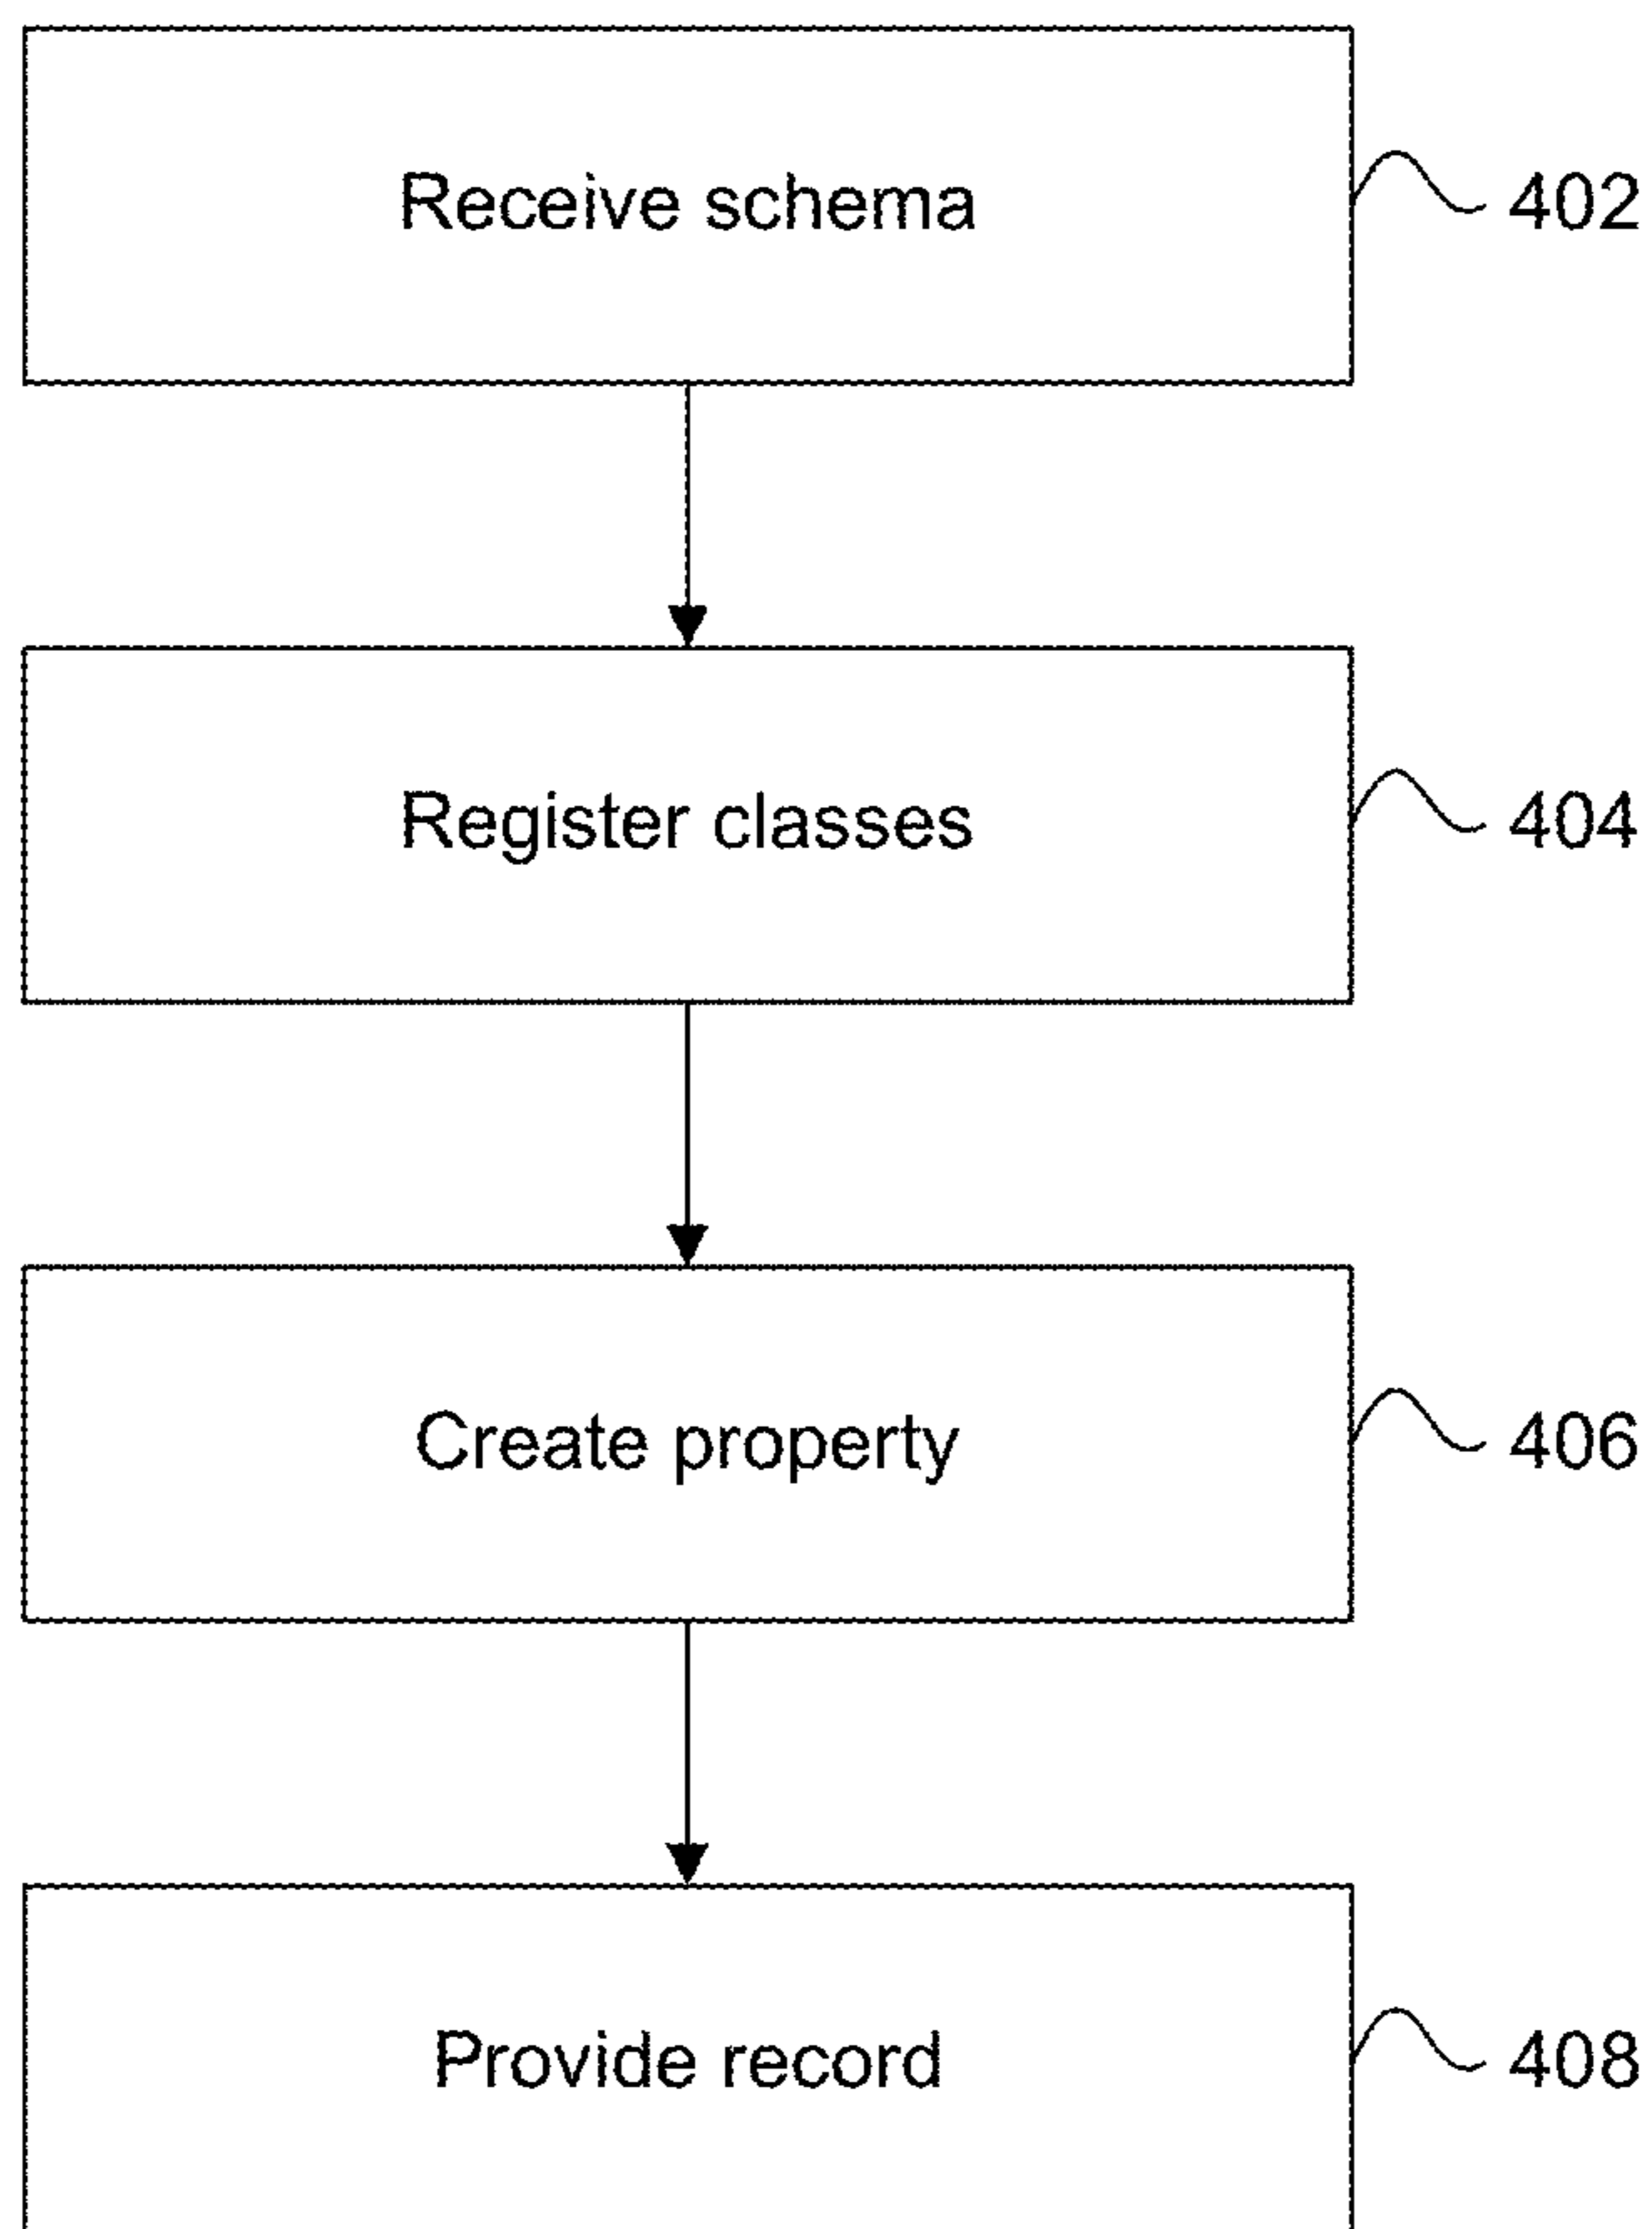 Receive schema
402
Register classes
404
Create property
406
Provide record
408